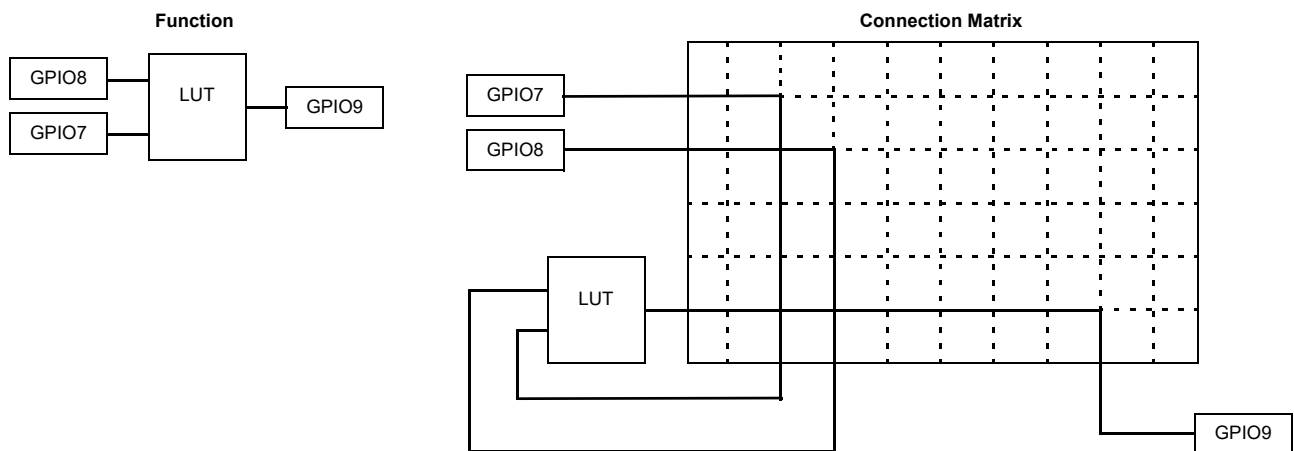 Function
Connection Matrix
GPIO8
LUT
GPIO7
GPIO9
GPIO7
GPIO8
LUT
GPIO9